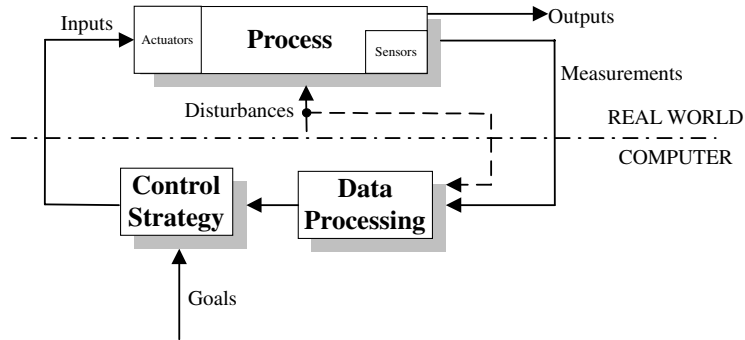 Inputs
Actuators
Process
Sensors
Outputs
Measurements
Disturbances
REAL WORLD
COMPUTER
Control
Strategy
Data
Processing
Goals